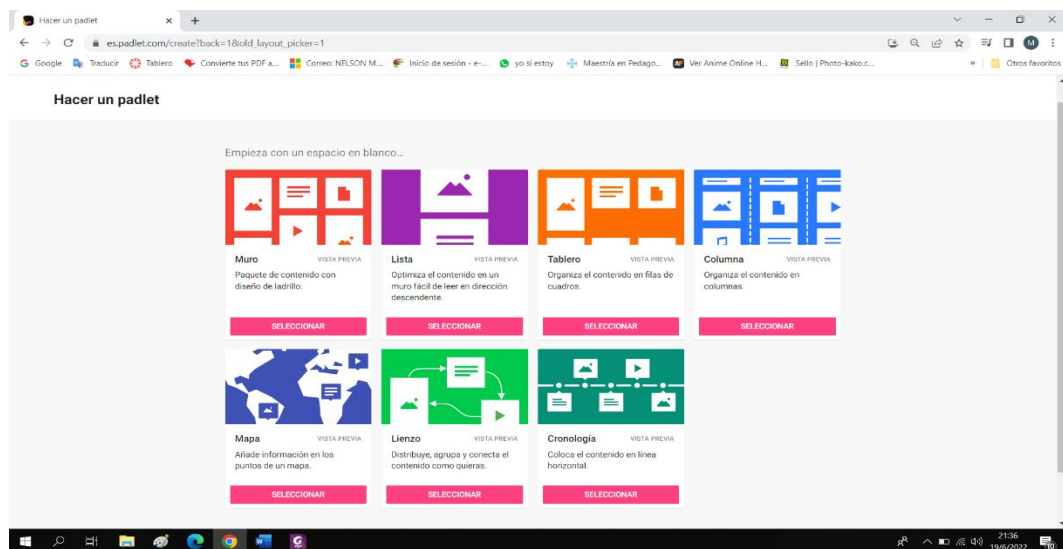 Hacer un padlet
es.padlet.com/create?back=1&old_layout_picker=1
Google Traducir Tablero Convierte tus PDF a... Correo: NELSON M... Inicio de sesión - e-... yo si estoy Maestría en Pedago... Ver Anime Online H... Sello | Photo-kako.c... » Otros favoritos
M
Hacer un padlet
Empieza con un espacio en blanco...
Muro VISTA PREVIA
Paquete de contenido con
diseño de ladrillo.
SELECCIONAR
Lista VISTA PREVIA
Optimiza el contenido en un
muro fácil de leer en dirección
descendente.
SELECCIONAR
Tablero VISTA PREVIA
Organiza el contenido en filas de
cuadros.
SELECCIONAR
Columna VISTA PREVIA
Organiza el contenido en
columnas.
SELECCIONAR
Mapa VISTA PREVIA
Añade información en los
puntos de un mapa.
SELECCIONAR
Lienzo VISTA PREVIA
Distribuye, agrupa y conecta el
contenido como quieras.
SELECCIONAR
Cronología VISTA PREVIA
Coloca el contenido en línea
horizontal.
SELECCIONAR
21:36
19/6/2022